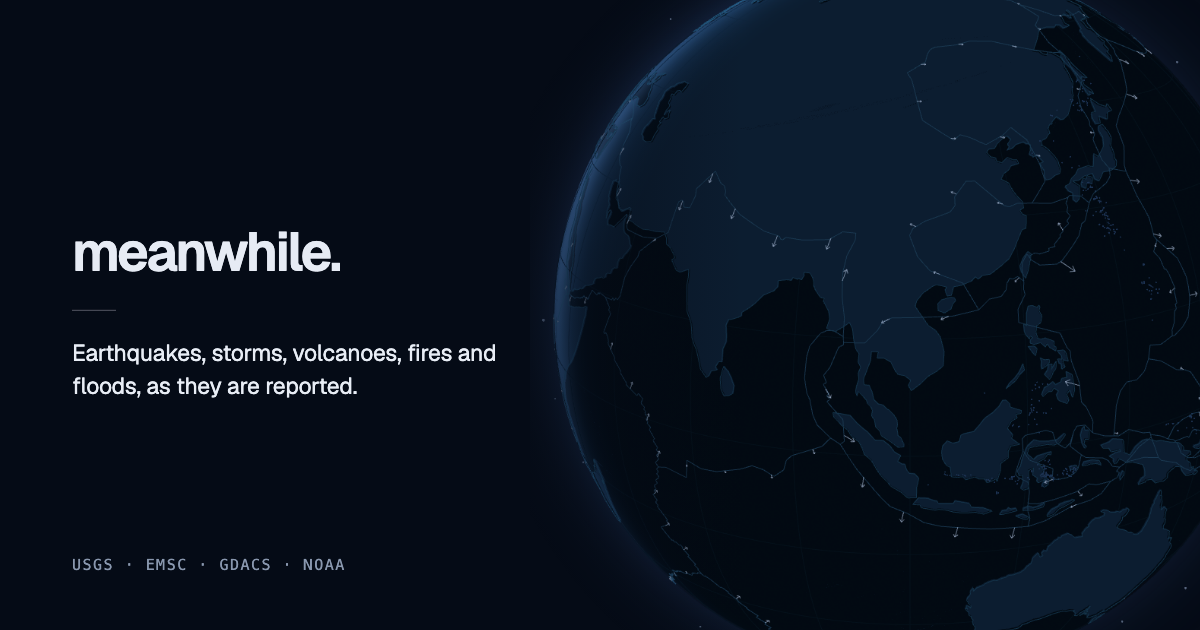 meanwhile.
Earthquakes, storms, volcanoes, fires and
floods, as they are reported.
USGS · EMSC · GDACS · NOAA